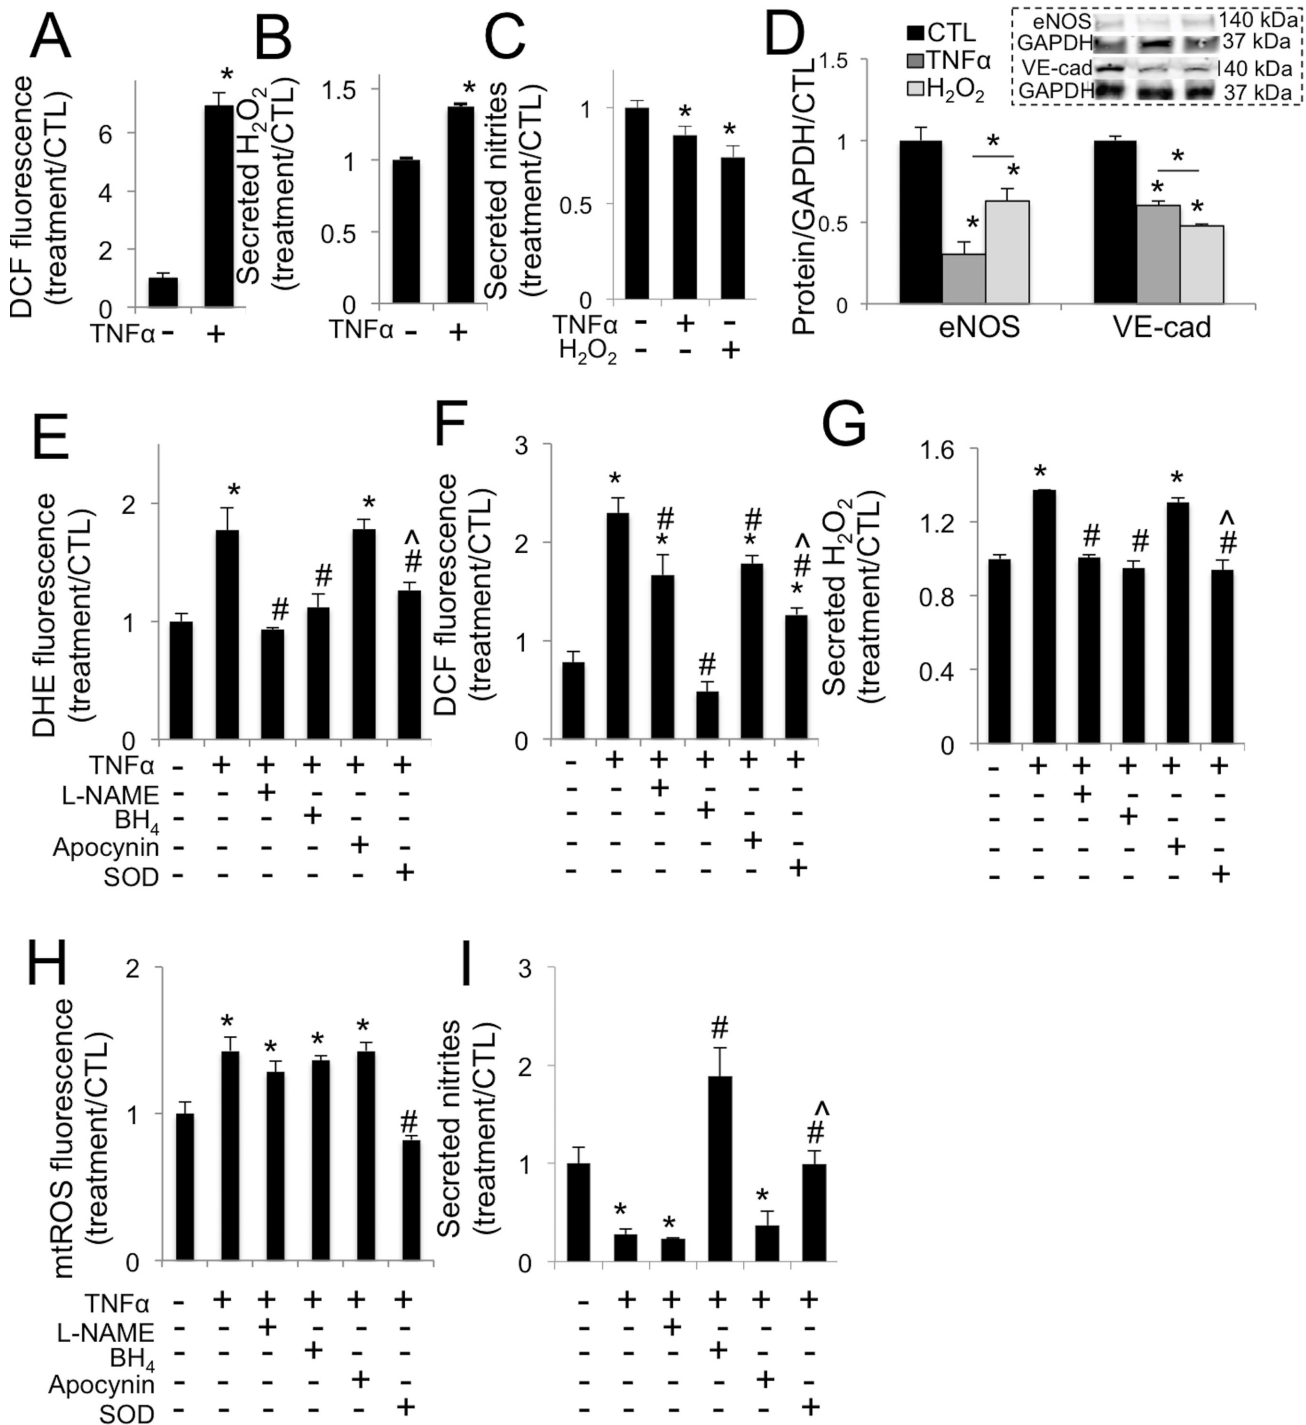 A
DCF fluorescence
(treatment/CTL)
6
4
2
0
*
TNFα - +
B
Secreted H2O2
(treatment/CTL)
1.5
1
0.5
0
*
TNFα - +
C
Secreted nitrites
(treatment/CTL)
1
0.5
0
* *
TNFα - + -
H2O2 - - +
D
Protein/GAPDH/CTL
1.5
1
0.5
0
CTL
TNFα
H2O2
eNOS 140 kDa
GAPDH 37 kDa
VE-cad 140 kDa
GAPDH 37 kDa
* * *
* * *
eNOS VE-cad
E
DHE fluorescence
(treatment/CTL)
2
1
0
* # # * ^ #
TNFα - + + + + +
L-NAME - - + - - -
BH4 - - - + - -
Apocynin - - - - + -
SOD - - - - - +
F
DCF fluorescence
(treatment/CTL)
3
2
1
0
* # * # # * ^ # *
- + + + + +
- - + - - -
- - - + - -
- - - - + -
- - - - - +
G
Secreted H2O2
(treatment/CTL)
1.6
1.2
0.8
0.4
0
* # # * ^ #
- + + + + +
- - + - - -
- - - + - -
- - - - + -
- - - - - +
H
mtROS fluorescence
(treatment/CTL)
2
1
0
* * * * #
TNFα - + + + + +
L-NAME - - + - - -
BH4 - - - + - -
Apocynin - - - - + -
SOD - - - - - +
I
Secreted nitrites
(treatment/CTL)
3
2
1
0
* * # * ^ #
- + + + + +
- - + - - -
- - - + - -
- - - - + -
- - - - - +